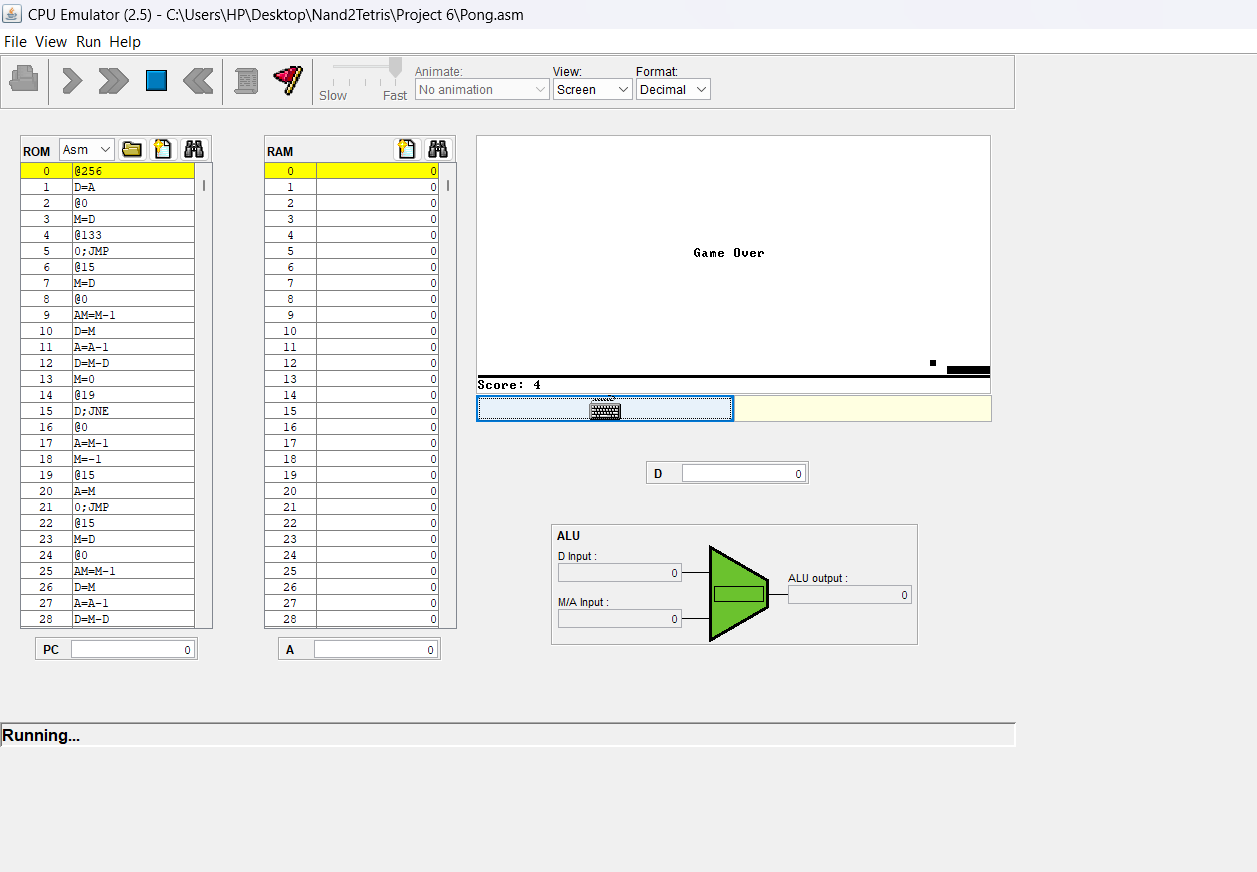 CPU Emulator (2.5) - C:\Users\HP\Desktop\Nand2Tetris\Project 6\Pong.asm
File View Run Help
Slow Fast
Animate: View: Format:
No animation Screen Decimal
ROM Asm
0 @256
1 D=A
2 @0
3 M=D
4 @133
5 0;JMP
6 @15
7 M=D
8 @0
9 AM=M-1
10 D=M
11 A=A-1
12 D=M-D
13 M=0
14 @19
15 D;JNE
16 @0
17 A=M-1
18 M=-1
19 @15
20 A=M
21 0;JMP
22 @15
23 M=D
24 @0
25 AM=M-1
26 D=M
27 A=A-1
28 D=M-D
PC 0
RAM
0 0
1 0
2 0
3 0
4 0
5 0
6 0
7 0
8 0
9 0
10 0
11 0
12 0
13 0
14 0
15 0
16 0
17 0
18 0
19 0
20 0
21 0
22 0
23 0
24 0
25 0
26 0
27 0
28 0
A 0
Game Over
Score: 4
D 0
ALU
D Input :
0
M/A Input :
0
ALU output :
0
Running...